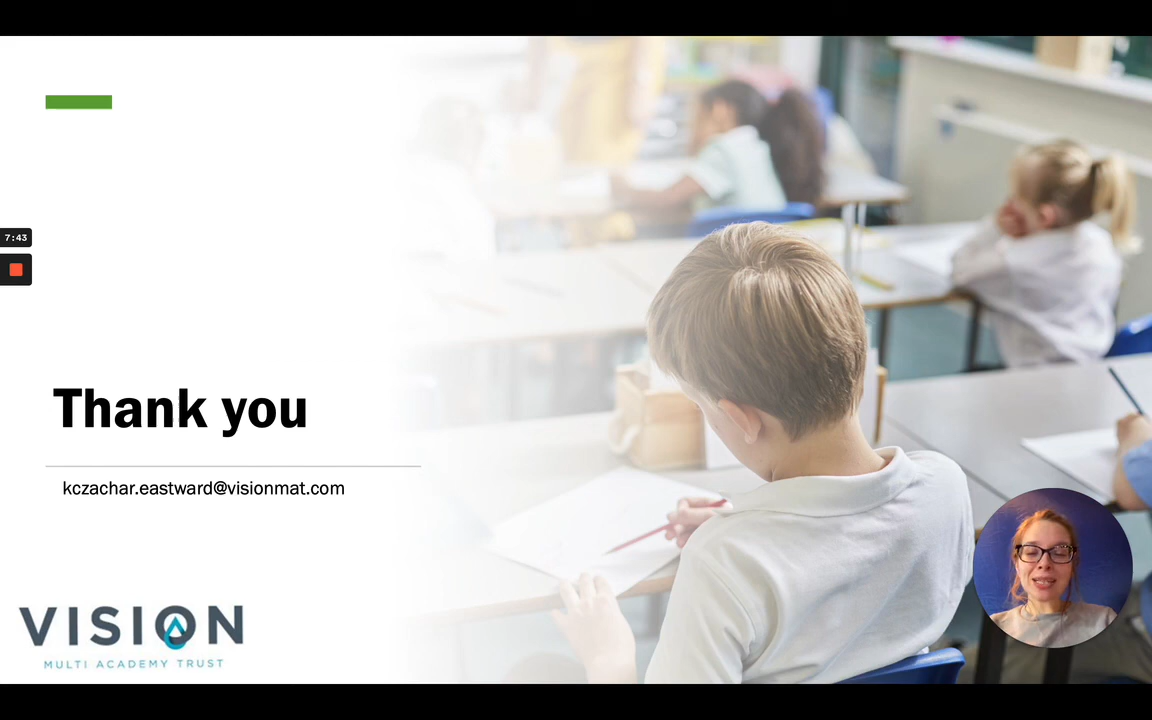 7:43
Thank you
kczachar.eastward@visionmat.com
VISION
MULTI ACADEMY TRUST